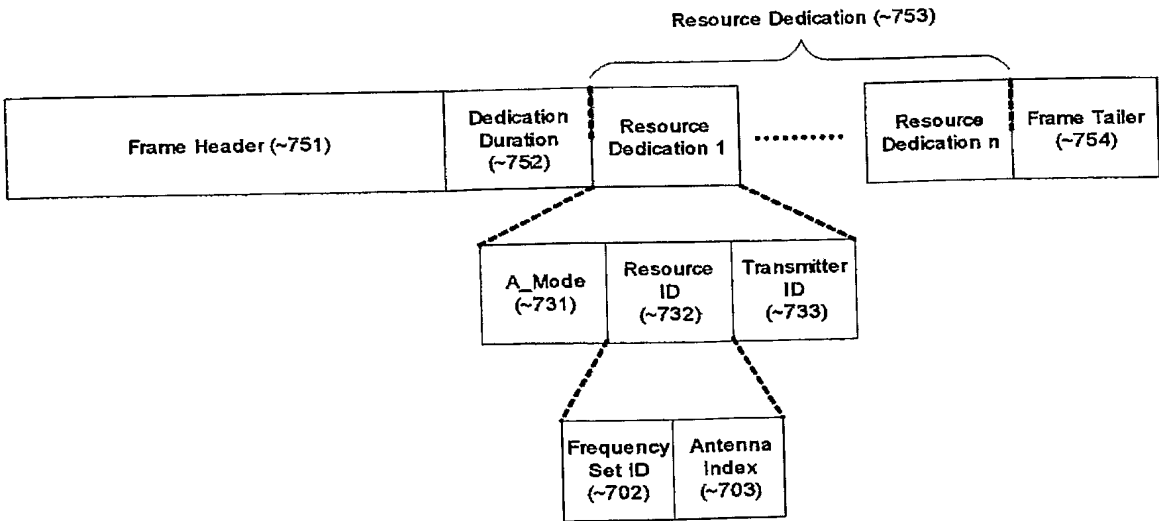 Resource Dedication (~753)
Frame Header (~751)
Dedication
Duration
(~752)
Resource
Dedication 1
Resource
Dedication n
Frame Tailer
(~754)
A_Mode
(~731)
Resource
ID
(~732)
Transmitter
ID
(~733)
Frequency
Set ID
(~702)
Antenna
Index
(~703)